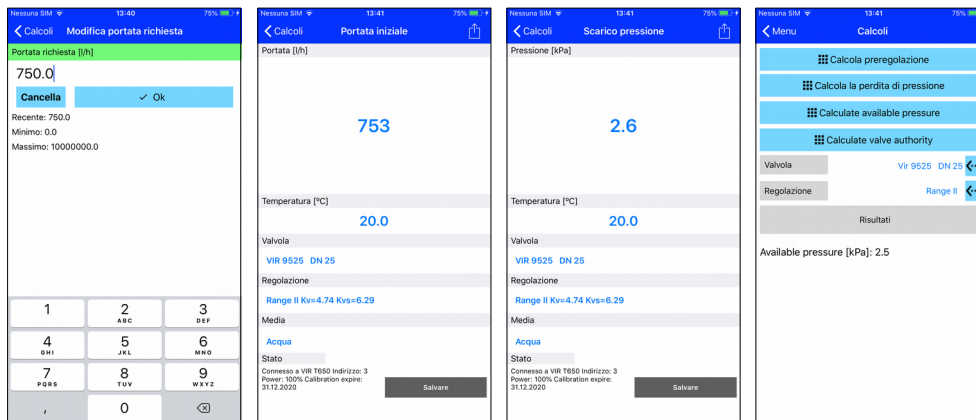 Nessuna SIM 13:40 75%
Calcoli Modifica portata richiesta
Portata richiesta [l/h]
750.0
Cancella ✓ Ok
Recente: 750.0
Minimo: 0.0
Massimo: 10000000.0
1 2 3
ABC DEF
4 5 6
GHI JKL MNO
7 8 9
PQRS TUV WXYZ
, 0
Nessuna SIM 13:41 75%
Calcoli Portata iniziale
Portata [l/h]
753
Temperatura [ºC]
20.0
Valvola
VIR 9525 DN 25
Regolazione
Range II Kv=4.74 Kvs=6.29
Media
Acqua
Stato
Connesso a VIR T650 Indirizzo: 3
Power: 100% Calibration expire:
31.12.2020
Salvare
Nessuna SIM 13:41 75%
Calcoli Scarico pressione
Pressione [kPa]
2.6
Temperatura [ºC]
20.0
Valvola
VIR 9525 DN 25
Regolazione
Range II Kv=4.74 Kvs=6.29
Media
Acqua
Stato
Connesso a VIR T650 Indirizzo: 3
Power: 100% Calibration expire:
31.12.2020
Salvare
Nessuna SIM 13:41 75%
Menu Calcoli
Calcola preregolazione
Calcola la perdita di pressione
Calculate available pressure
Calculate valve authority
Valvola Vir 9525 DN 25
Regolazione Range II
Risultati
Available pressure [kPa]: 2.5